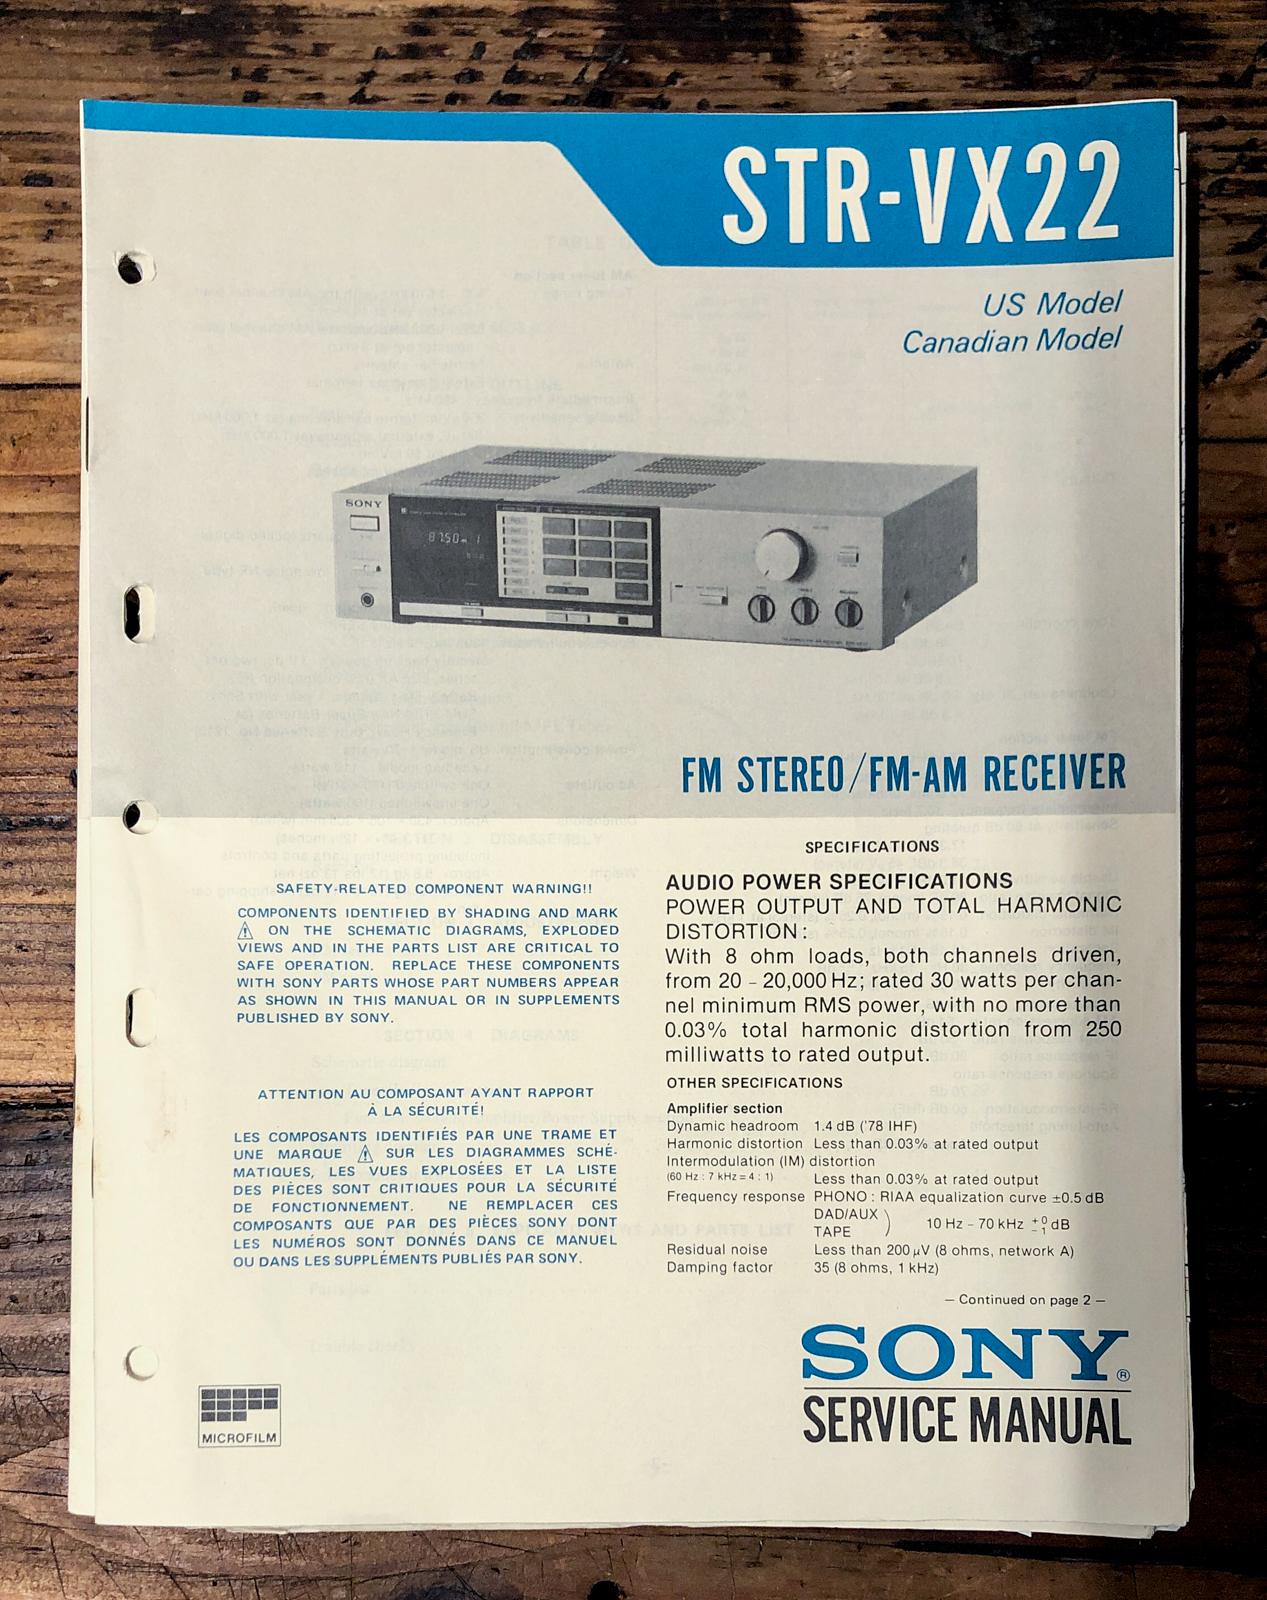 STR-VX22
US Model
Canadian Model
SONY
FM STEREO/FM-AM RECEIVER
SAFETY-RELATED COMPONENT WARNING!!
COMPONENTS IDENTIFIED BY SHADING AND MARK
⚠ ON THE SCHEMATIC DIAGRAMS, EXPLODED
VIEWS AND IN THE PARTS LIST ARE CRITICAL TO
SAFE OPERATION. REPLACE THESE COMPONENTS
WITH SONY PARTS WHOSE PART NUMBERS APPEAR
AS SHOWN IN THIS MANUAL OR IN SUPPLEMENTS
PUBLISHED BY SONY.
ATTENTION AU COMPOSANT AYANT RAPPORT
À LA SÉCURITÉ!
LES COMPOSANTS IDENTIFIÉS PAR UNE TRAME ET
UNE MARQUE ⚠ SUR LES DIAGRAMMES SCHÉ-
MATIQUES, LES VUES EXPLOSÉES ET LA LISTE
DES PIÈCES SONT CRITIQUES POUR LA SÉCURITÉ
DE FONCTIONNEMENT. NE REMPLACER CES
COMPOSANTS QUE PAR DES PIÈCES SONY DONT
LES NUMÉROS SONT DONNÉS DANS CE MANUEL
OU DANS LES SUPPLÉMENTS PUBLIÉS PAR SONY.
MICROFILM
SPECIFICATIONS
AUDIO POWER SPECIFICATIONS
POWER OUTPUT AND TOTAL HARMONIC
DISTORTION:
With 8 ohm loads, both channels driven,
from 20 – 20,000 Hz; rated 30 watts per chan-
nel minimum RMS power, with no more than
0.03% total harmonic distortion from 250
milliwatts to rated output.
OTHER SPECIFICATIONS
Amplifier section
Dynamic headroom 1.4 dB ('78 IHF)
Harmonic distortion Less than 0.03% at rated output
Intermodulation (IM) distortion
(60 Hz : 7 kHz = 4 : 1) Less than 0.03% at rated output
Frequency response PHONO : RIAA equalization curve ±0.5 dB
DAD/AUX
TAPE ) 10 Hz – 70 kHz +0 −1 dB
Residual noise Less than 200 μV (8 ohms, network A)
Damping factor 35 (8 ohms, 1 kHz)
— Continued on page 2 —
SONY®
SERVICE MANUAL